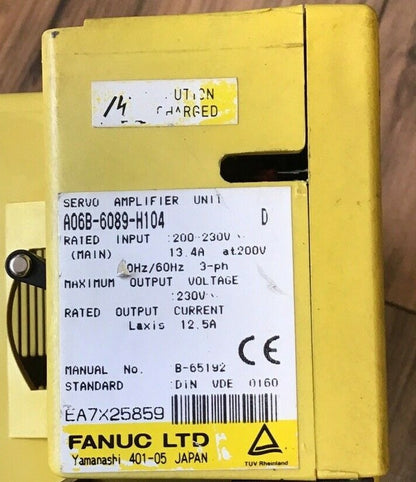 UTION
CHARGED
SERVO AMPLIFIER UNIT
A06B-6089-H104 D
RATED INPUT :200-230V~
(MAIN) 13.4A at200V
0Hz/60Hz 3-ph
MAXIMUM OUTPUT VOLTAGE
:230V~
RATED OUTPUT CURRENT
Laxis 12.5A
CE
MANUAL No. B-65192
STANDARD :DiN VDE 0160
EA7X25859
FANUC LTD
Yamanashi 401-05 JAPAN
TUV Rheinland